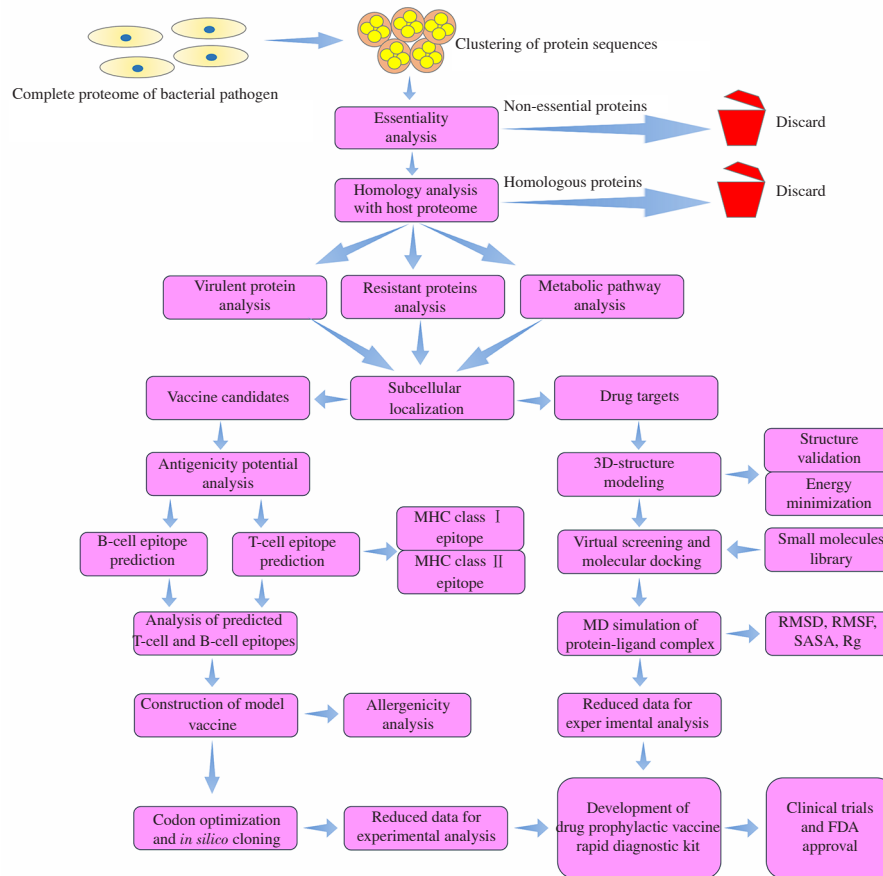 Clustering of protein sequences
Complete proteome of bacterial pathogen
Essentiality
analysis
Non-essential proteins
Discard
Homology analysis
with host proteome
Homologous proteins
Discard
Virulent protein
analysis
Resistant proteins
analysis
Metabolic pathway
analysis
Vaccine candidates
Subcellular
localization
Drug targets
Antigenicity potential
analysis
3D-structure
modeling
Structure
validation
Energy
minimization
B-cell epitope
prediction
T-cell epitope
prediction
MHC class Ⅰ
epitope
MHC class Ⅱ
epitope
Virtual screening and
molecular docking
Small molecules
library
Analysis of predicted
T-cell and B-cell epitopes
MD simulation of
protein-ligand complex
RMSD, RMSF,
SASA, Rg
Construction of model
vaccine
Allergenicity
analysis
Reduced data for
exper imental analysis
Codon optimization
and in silico cloning
Reduced data for
experimental analysis
Development of
drug prophylactic vaccine
rapid diagnostic kit
Clinical trials
and FDA
approval